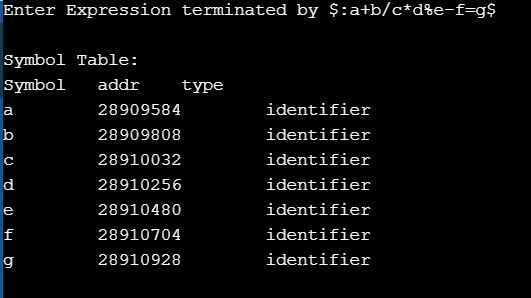 Enter Expression terminated by $:a+b/c*d%e-f=g$
Symbol Table:
Symbol addr type
a 28909584 identifier
b 28909808 identifier
c 28910032 identifier
d 28910256 identifier
e 28910480 identifier
f 28910704 identifier
g 28910928 identifier